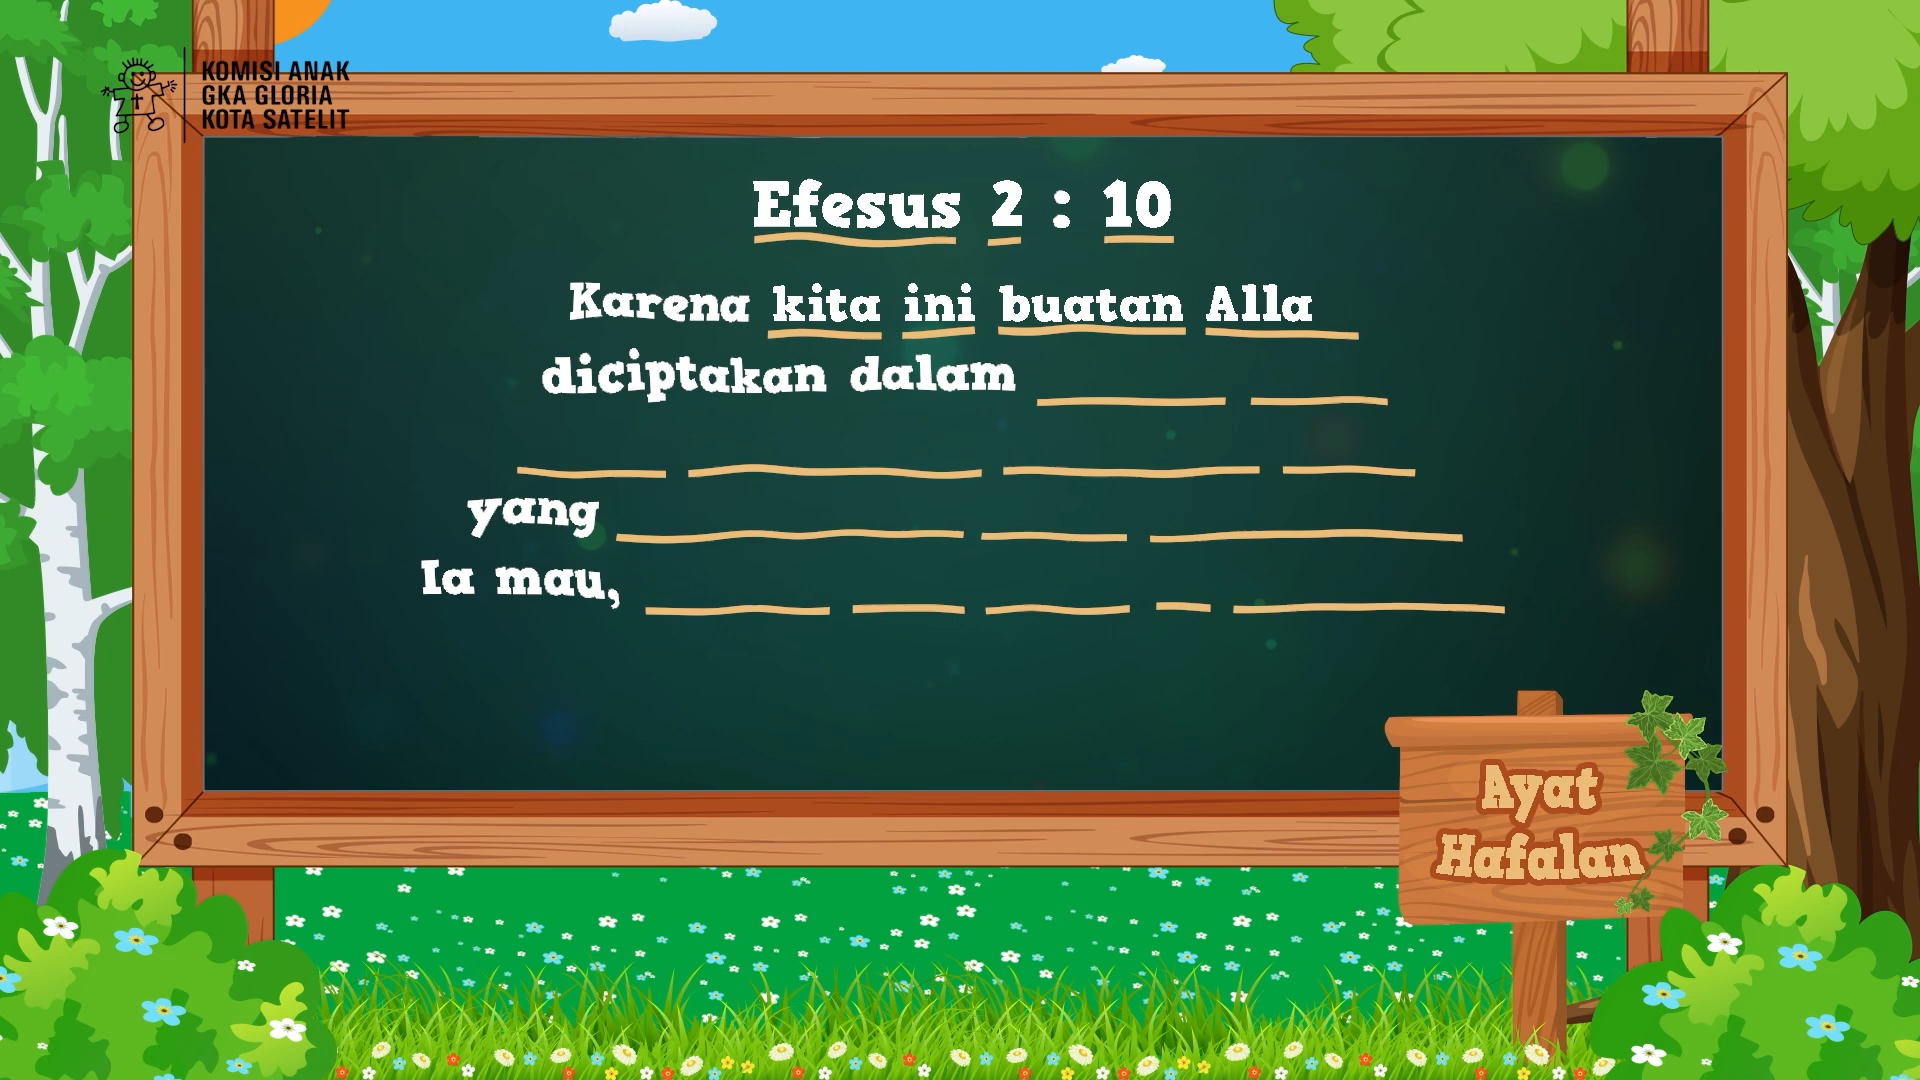 KOMISI ANAK
GKA GLORIA
KOTA SATELIT
Efesus 2 : 10
Karena kita ini buatan Alla
diciptakan dalam
yang
Ia mau,
Ayat
Hafalan